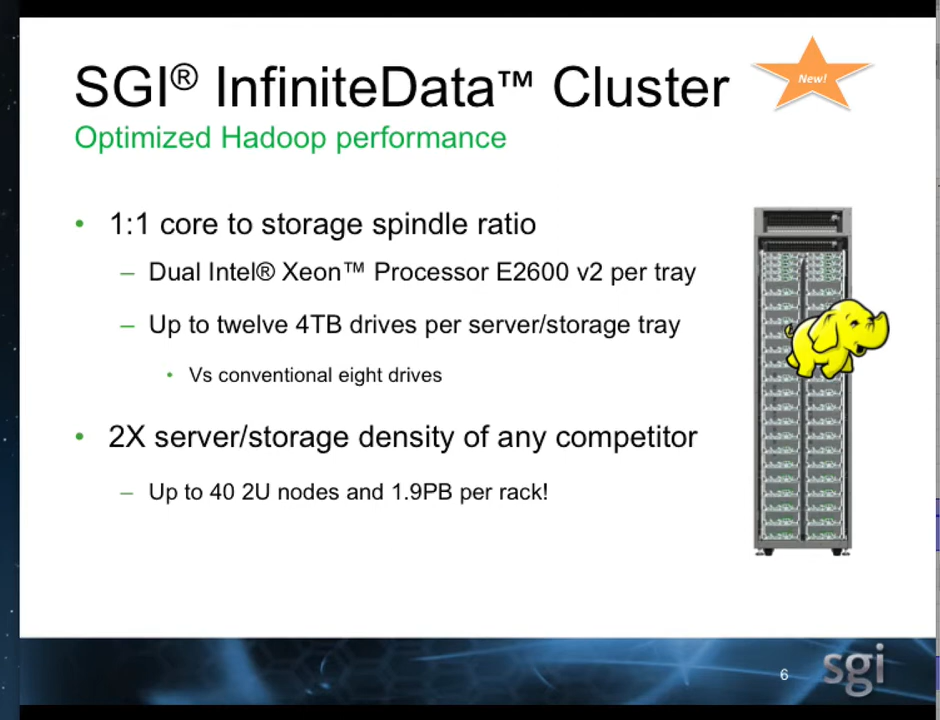 SGI® InfiniteData™ Cluster
New!
Optimized Hadoop performance
• 1:1 core to storage spindle ratio
– Dual Intel® Xeon™ Processor E2600 v2 per tray
– Up to twelve 4TB drives per server/storage tray
• Vs conventional eight drives
• 2X server/storage density of any competitor
– Up to 40 2U nodes and 1.9PB per rack!
6
sgi